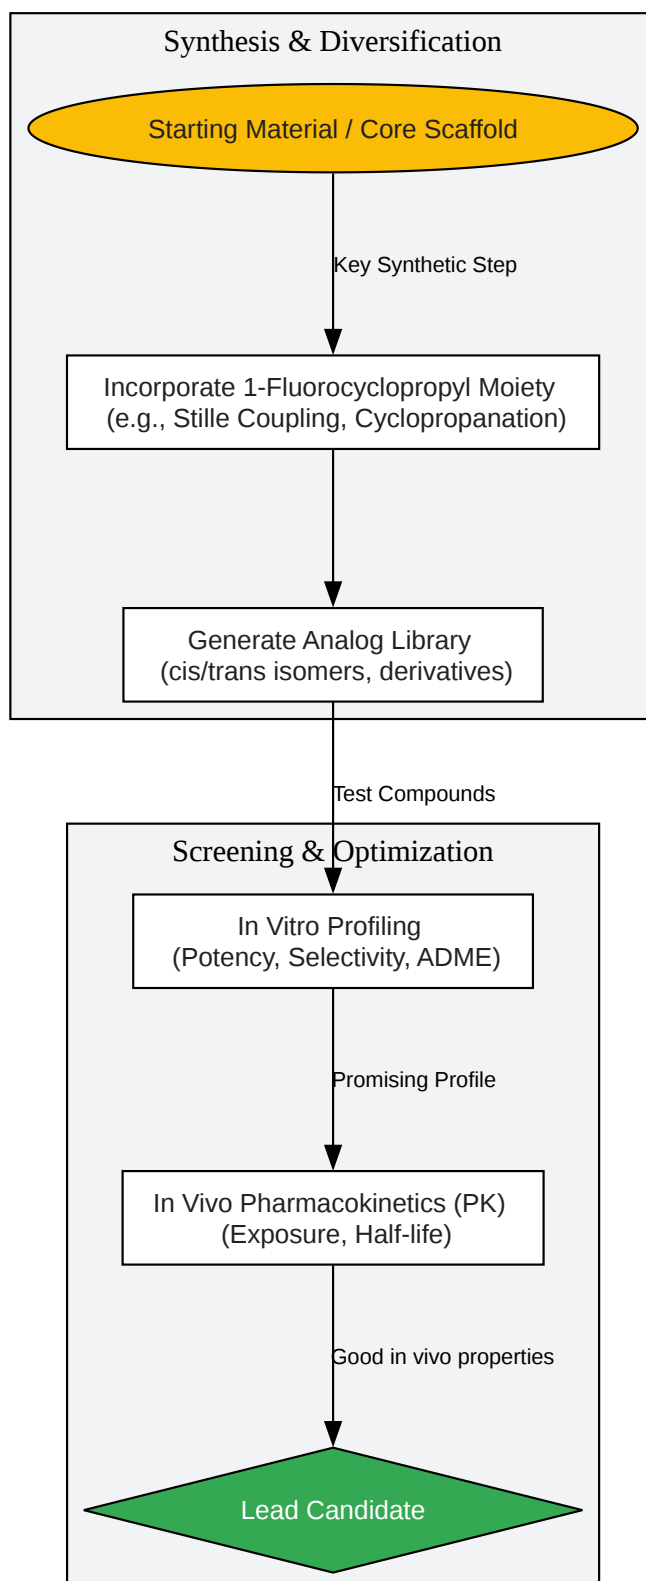 Synthesis & Diversification
Starting Material / Core Scaffold
Key Synthetic Step
Incorporate 1-Fluorocyclopropyl Moiety
(e.g., Stille Coupling, Cyclopropanation)
Generate Analog Library
(cis/trans isomers, derivatives)
Test Compounds
Screening & Optimization
In Vitro Profiling
(Potency, Selectivity, ADME)
Promising Profile
In Vivo Pharmacokinetics (PK)
(Exposure, Half-life)
Good in vivo properties
Lead Candidate